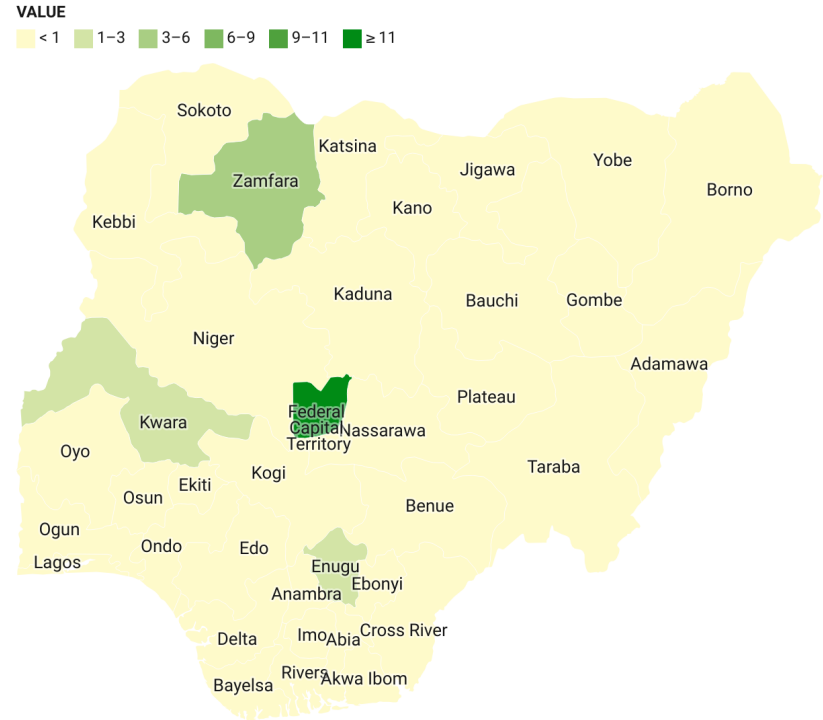 VALUE
< 1 1–3 3–6 6–9 9–11 ≥ 11
Sokoto
Katsina
Yobe
Jigawa
Zamfara
Borno
Kano
Kebbi
Kaduna
Bauchi
Gombe
Niger
Adamawa
Plateau
Federal
Capital
Territory
Nassarawa
Kwara
Oyo
Taraba
Kogi
Ekiti
Osun
Benue
Ogun
Ondo
Edo
Lagos
Enugu
Ebonyi
Anambra
Cross River
Imo
Abia
Delta
Rivers
Akwa Ibom
Bayelsa